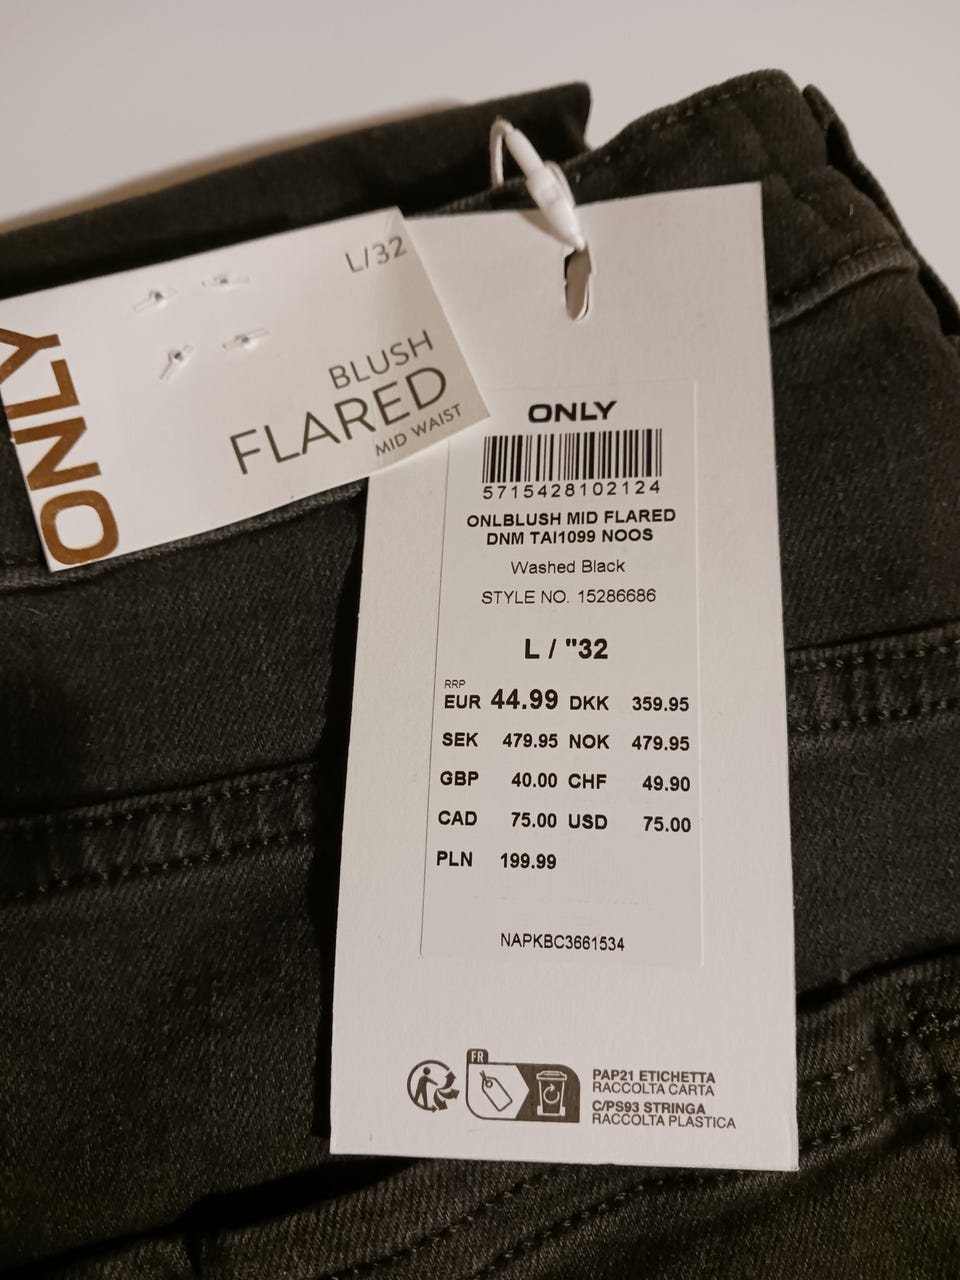 L/32
ONLY
BLUSH
FLARED
MID WAIST
ONLY
5715428102124
ONLBLUSH MID FLARED
DNM TAI1099 NOOS
Washed Black
STYLE NO. 15286686
L / "32
RRP
EUR 44.99 DKK 359.95
SEK 479.95 NOK 479.95
GBP 40.00 CHF 49.90
CAD 75.00 USD 75.00
PLN 199.99
NAPKBC3661534
FR
PAP21 ETICHETTA
RACCOLTA CARTA
C/PS93 STRINGA
RACCOLTA PLASTICA